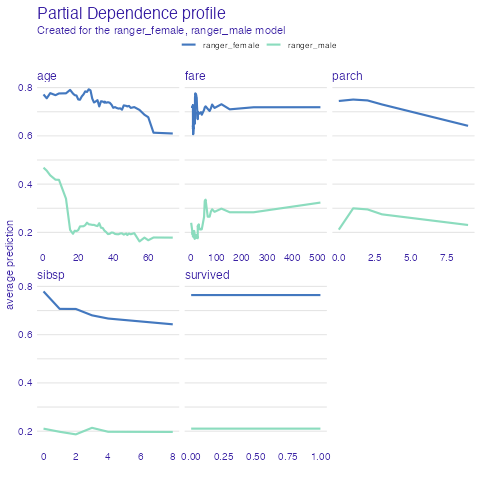 Partial Dependence profile
Created for the ranger_female, ranger_male model
ranger_female ranger_male
age fare parch
0.8
0.6
0.4
0.2
0 20 40 60 0 100 200 300 400 500 0.0 2.5 5.0 7.5
sibsp survived
0.8
0.6
0.4
0.2
0 2 4 6 8 0.00 0.25 0.50 0.75 1.00
average prediction